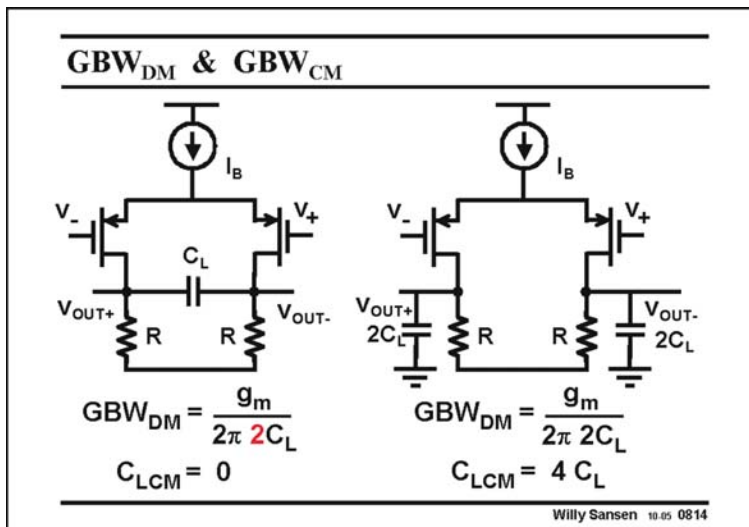 GBW_DM & GBW_CM
I_B
V_-
V_+
C_L
V_OUT+
V_OUT-
R
R
GBW_DM = g_m / 2π 2C_L
C_LCM = 0
I_B
V_-
V_+
V_OUT+
V_OUT-
2C_L
R
R
2C_L
GBW_DM = g_m / 2π 2C_L
C_LCM = 4 C_L
Willy Sansen 10-05 0814